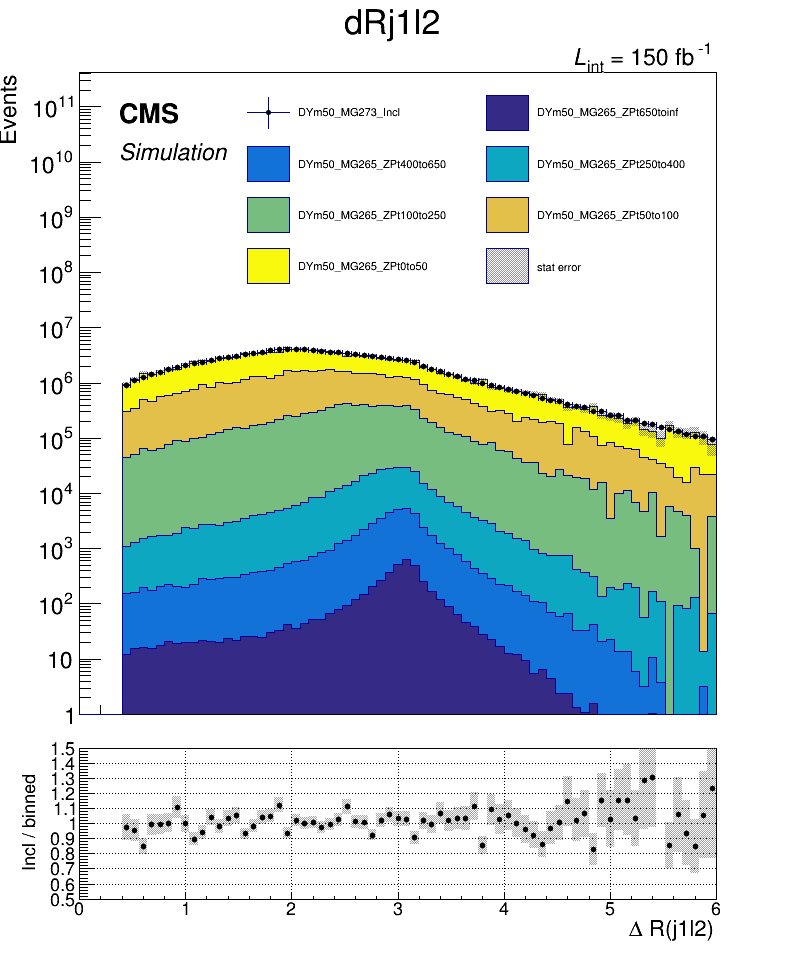 dRj1l2
L_int = 150 fb^-1
Events
CMS
Simulation
DYm50_MG273_Incl
DYm50_MG265_ZPt650toinf
DYm50_MG265_ZPt400to650
DYm50_MG265_ZPt250to400
DYm50_MG265_ZPt100to250
DYm50_MG265_ZPt50to100
DYm50_MG265_ZPt0to50
stat error
10^11
10^10
10^9
10^8
10^7
10^6
10^5
10^4
10^3
10^2
10
1
Incl / binned
1.5
1.4
1.3
1.2
1.1
1
0.9
0.8
0.7
0.6
0.5
0 1 2 3 4 5 6
Δ R(j1l2)